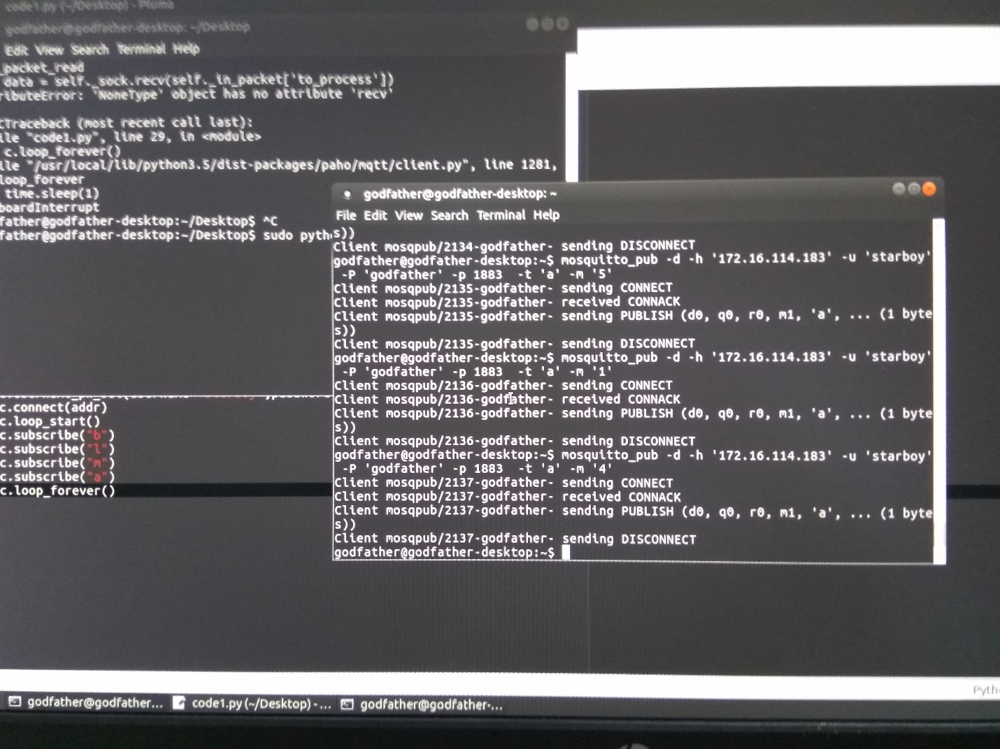 code1.py (~/Desktop) - Pluma
godfather@godfather-desktop: ~/Desktop
Edit View Search Terminal Help
_packet_read
data = self._sock.recv(self._in_packet['to_process'])
ributeError: 'NoneType' object has no attribute 'recv'
CTraceback (most recent call last):
ile "code1.py", line 29, in <module>
c.loop_forever()
ile "/usr/local/lib/python3.5/dist-packages/paho/mqtt/client.py", line 1281,
loop_forever
time.sleep(1)
boardInterrupt
father@godfather-desktop:~/Desktop$ ^C
father@godfather-desktop:~/Desktop$ sudo pyth
godfather@godfather-desktop: ~
File Edit View Search Terminal Help
s))
Client mosqpub/2134-godfather- sending DISCONNECT
godfather@godfather-desktop:~$ mosquitto_pub -d -h '172.16.114.183' -u 'starboy'
-P 'godfather' -p 1883 -t 'a' -m '5'
Client mosqpub/2135-godfather- sending CONNECT
Client mosqpub/2135-godfather- received CONNACK
Client mosqpub/2135-godfather- sending PUBLISH (d0, q0, r0, m1, 'a', ... (1 byte
s))
Client mosqpub/2135-godfather- sending DISCONNECT
godfather@godfather-desktop:~$ mosquitto_pub -d -h '172.16.114.183' -u 'starboy'
-P 'godfather' -p 1883 -t 'a' -m '1'
Client mosqpub/2136-godfather- sending CONNECT
Client mosqpub/2136-godfather- received CONNACK
Client mosqpub/2136-godfather- sending PUBLISH (d0, q0, r0, m1, 'a', ... (1 byte
s))
Client mosqpub/2136-godfather- sending DISCONNECT
godfather@godfather-desktop:~$ mosquitto_pub -d -h '172.16.114.183' -u 'starboy'
-P 'godfather' -p 1883 -t 'a' -m '4'
Client mosqpub/2137-godfather- sending CONNECT
Client mosqpub/2137-godfather- received CONNACK
Client mosqpub/2137-godfather- sending PUBLISH (d0, q0, r0, m1, 'a', ... (1 byte
s))
Client mosqpub/2137-godfather- sending DISCONNECT
godfather@godfather-desktop:~$
c.connect(addr)
c.loop_start()
c.subscribe("b")
c.subscribe("l")
c.subscribe("m")
c.subscribe("a")
c.loop_forever()
Pyth
godfather@godfather... code1.py (~/Desktop) - ... godfather@godfather-...